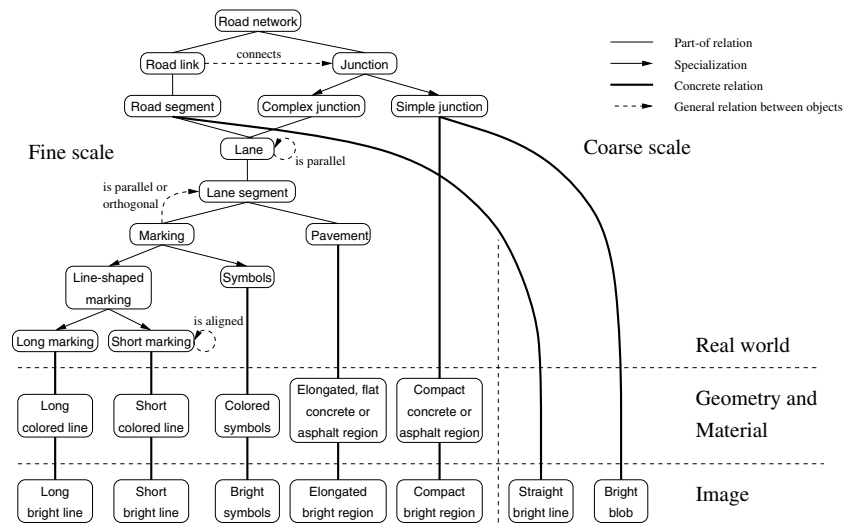 Road network
Road link
connects
Junction
Part-of relation
Specialization
Concrete relation
General relation between objects
Road segment
Complex junction
Simple junction
Fine scale
Coarse scale
Lane
is parallel
is parallel or
orthogonal
Lane segment
Marking
Pavement
Line-shaped
marking
Symbols
is aligned
Long marking
Short marking
Real world
Long
colored line
Short
colored line
Colored
symbols
Elongated, flat
concrete or
asphalt region
Compact
concrete or
asphalt region
Geometry and
Material
Long
bright line
Short
bright line
Bright
symbols
Elongated
bright region
Compact
bright region
Straight
bright line
Bright
blob
Image